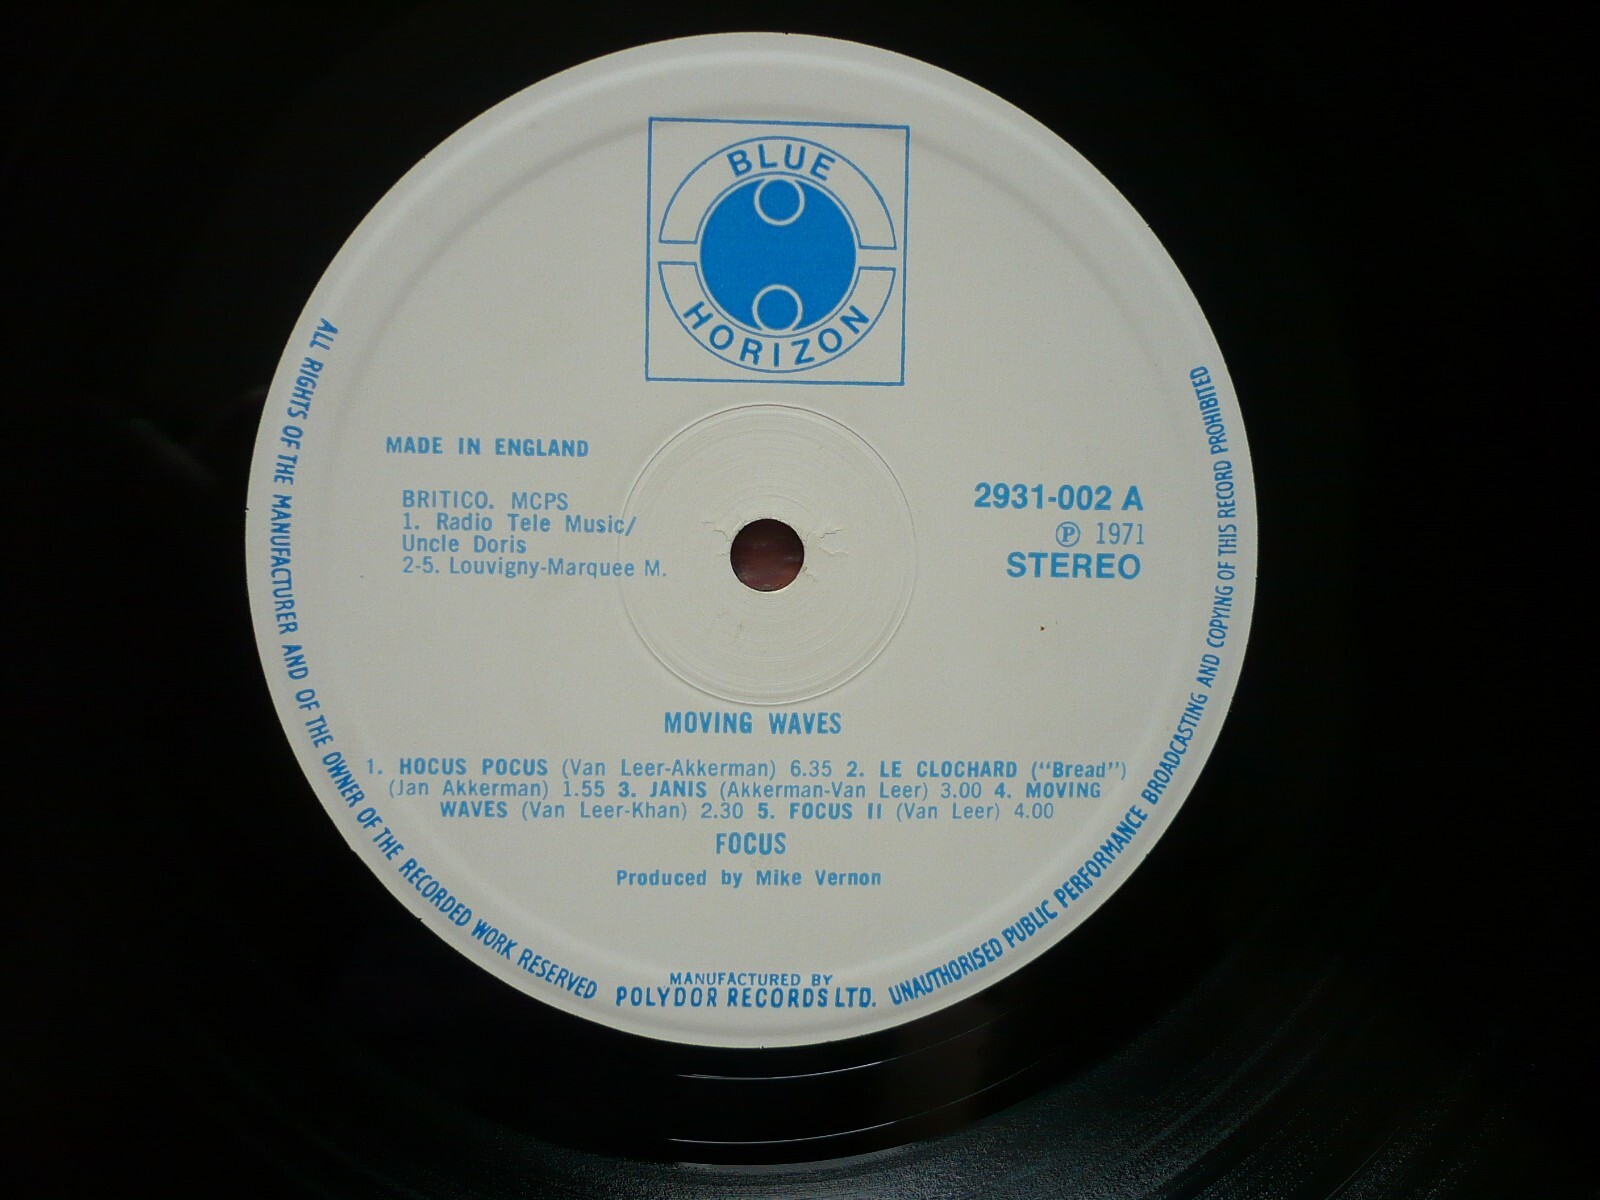 BLUE
HORIZON
MADE IN ENGLAND
BRITICO. MCPS
1. Radio Tele Music/
Uncle Doris
2-5. Louvigny-Marquee M.
2931-002 A
Ⓟ 1971
STEREO
MOVING WAVES
1. HOCUS POCUS (Van Leer-Akkerman) 6.35 2. LE CLOCHARD ("Bread")
(Jan Akkerman) 1.55 3. JANIS (Akkerman-Van Leer) 3.00 4. MOVING
WAVES (Van Leer-Khan) 2.30 5. FOCUS II (Van Leer) 4.00
FOCUS
Produced by Mike Vernon
MANUFACTURED BY
POLYDOR RECORDS LTD.
ALL RIGHTS OF THE MANUFACTURER AND OF THE OWNER OF THE RECORDED WORK RESERVED
UNAUTHORISED PUBLIC PERFORMANCE BROADCASTING AND COPYING OF THIS RECORD PROHIBITED